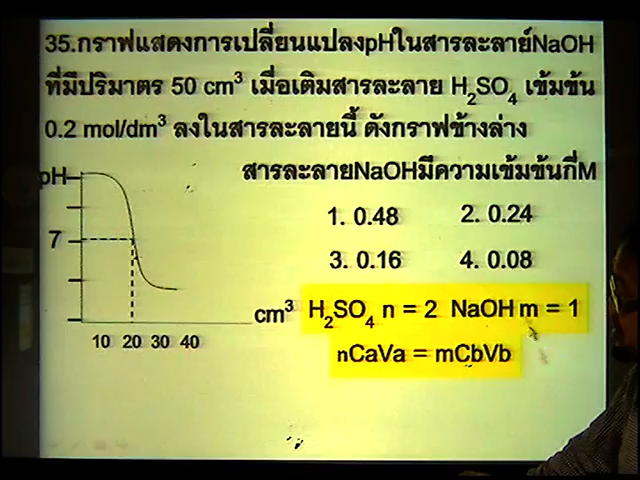 35.กราฟแสดงการเปลี่ยนแปลงpHในสารละลาย์NaOH
ที่มีปริมาตร 50 cm³ เมื่อเติมสารละลาย H₂SO₄ เข้มข้น
0.2 mol/dm³ ลงในสารละลายนี้ ดังกราฟข้างล่าง
สารละลายNaOHมีความเข้มข้นกี่M
pH
1. 0.48 2. 0.24
7
3. 0.16 4. 0.08
cm³
H₂SO₄ n = 2 NaOH m = 1
10 20 30 40
nCaVa = mCbVb